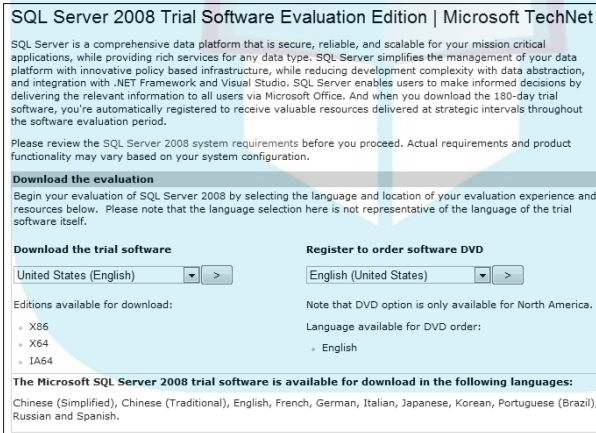 SQL Server 2008 Trial Software Evaluation Edition | Microsoft TechNet
SQL Server is a comprehensive data platform that is secure, reliable, and scalable for your mission critical
applications, while providing rich services for any data type. SQL Server simplifies the management of your data
platform with innovative policy based infrastructure, while reducing development complexity with data abstraction,
and integration with .NET Framework and Visual Studio. SQL Server enables users to make informed decisions by
delivering the relevant information to all users via Microsoft Office. And when you download the 180-day trial
software, you're automatically registered to receive valuable resources delivered at strategic intervals throughout
the software evaluation period.
Please review the SQL Server 2008 system requirements before you proceed. Actual requirements and product
functionality may vary based on your system configuration.
Download the evaluation
Begin your evaluation of SQL Server 2008 by selecting the language and location of your evaluation experience and
resources below. Please note that the language selection here is not representative of the language of the trial
software itself.
Download the trial software
United States (English) >
Editions available for download:
X86
X64
IA64
Register to order software DVD
English (United States) >
Note that DVD option is only available for North America.
Language available for DVD order:
English
The Microsoft SQL Server 2008 trial software is available for download in the following languages:
Chinese (Simplified), Chinese (Traditional), English, French, German, Italian, Japanese, Korean, Portuguese (Brazil),
Russian and Spanish.